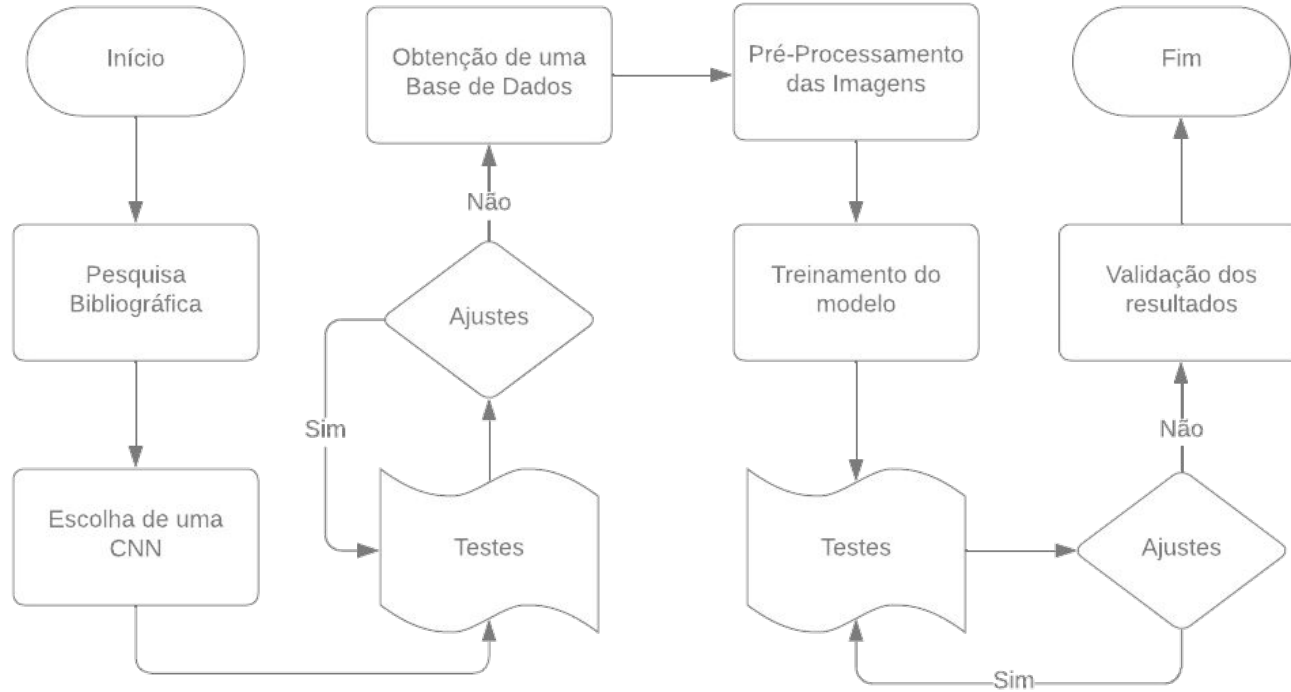 Início
Pesquisa
Bibliográfica
Escolha de uma
CNN
Testes
Sim
Ajustes
Não
Obtenção de uma
Base de Dados
Pré-Processamento
das Imagens
Treinamento do
modelo
Testes
Ajustes
Sim
Não
Validação dos
resultados
Fim